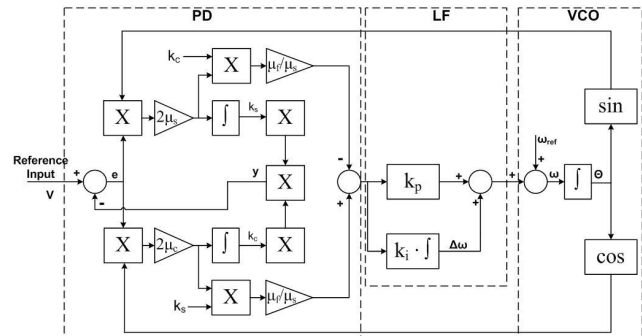 PD
LF
VCO
k_c
X
μ_f/μ_s
X
2μ_s
∫
k_s
X
sin
Reference
Input
V
+
-
e
y
X
-
+
k_p
+
+
+
ω_ref
+
ω
∫
Θ
X
2μ_c
∫
k_c
X
k_i · ∫
Δω
cos
k_s
X
μ_f/μ_s